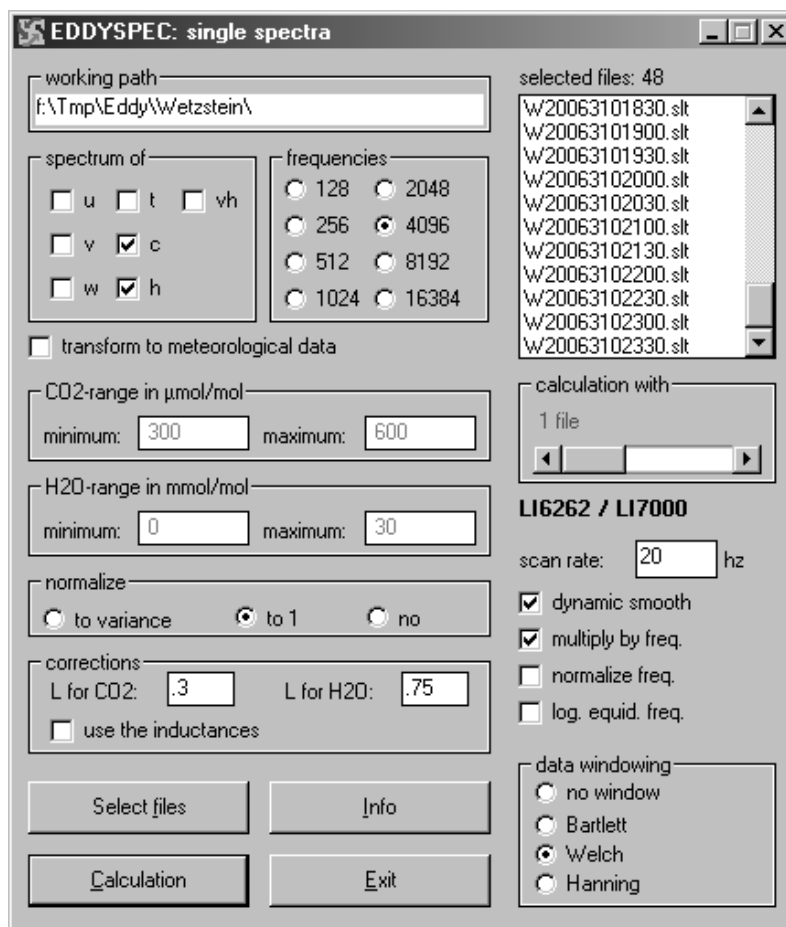 EDDYSPEC: single spectra
working path
f:\Tmp\Eddy\Wetzstein\
spectrum of
u t vh
v c
w h
frequencies
128 2048
256 4096
512 8192
1024 16384
transform to meteorological data
CO2-range in µmol/mol
minimum: 300 maximum: 600
H2O-range in mmol/mol
minimum: 0 maximum: 30
normalize
to variance to 1 no
corrections
L for CO2: .3 L for H2O: .75
use the inductances
Select files Info
Calculation Exit
selected files: 48
W20063101830.slt
W20063101900.slt
W20063101930.slt
W20063102000.slt
W20063102030.slt
W20063102100.slt
W20063102130.slt
W20063102200.slt
W20063102230.slt
W20063102300.slt
W20063102330.slt
calculation with
1 file
LI6262 / LI7000
scan rate: 20 hz
dynamic smooth
multiply by freq.
normalize freq.
log. equid. freq.
data windowing
no window
Bartlett
Welch
Hanning